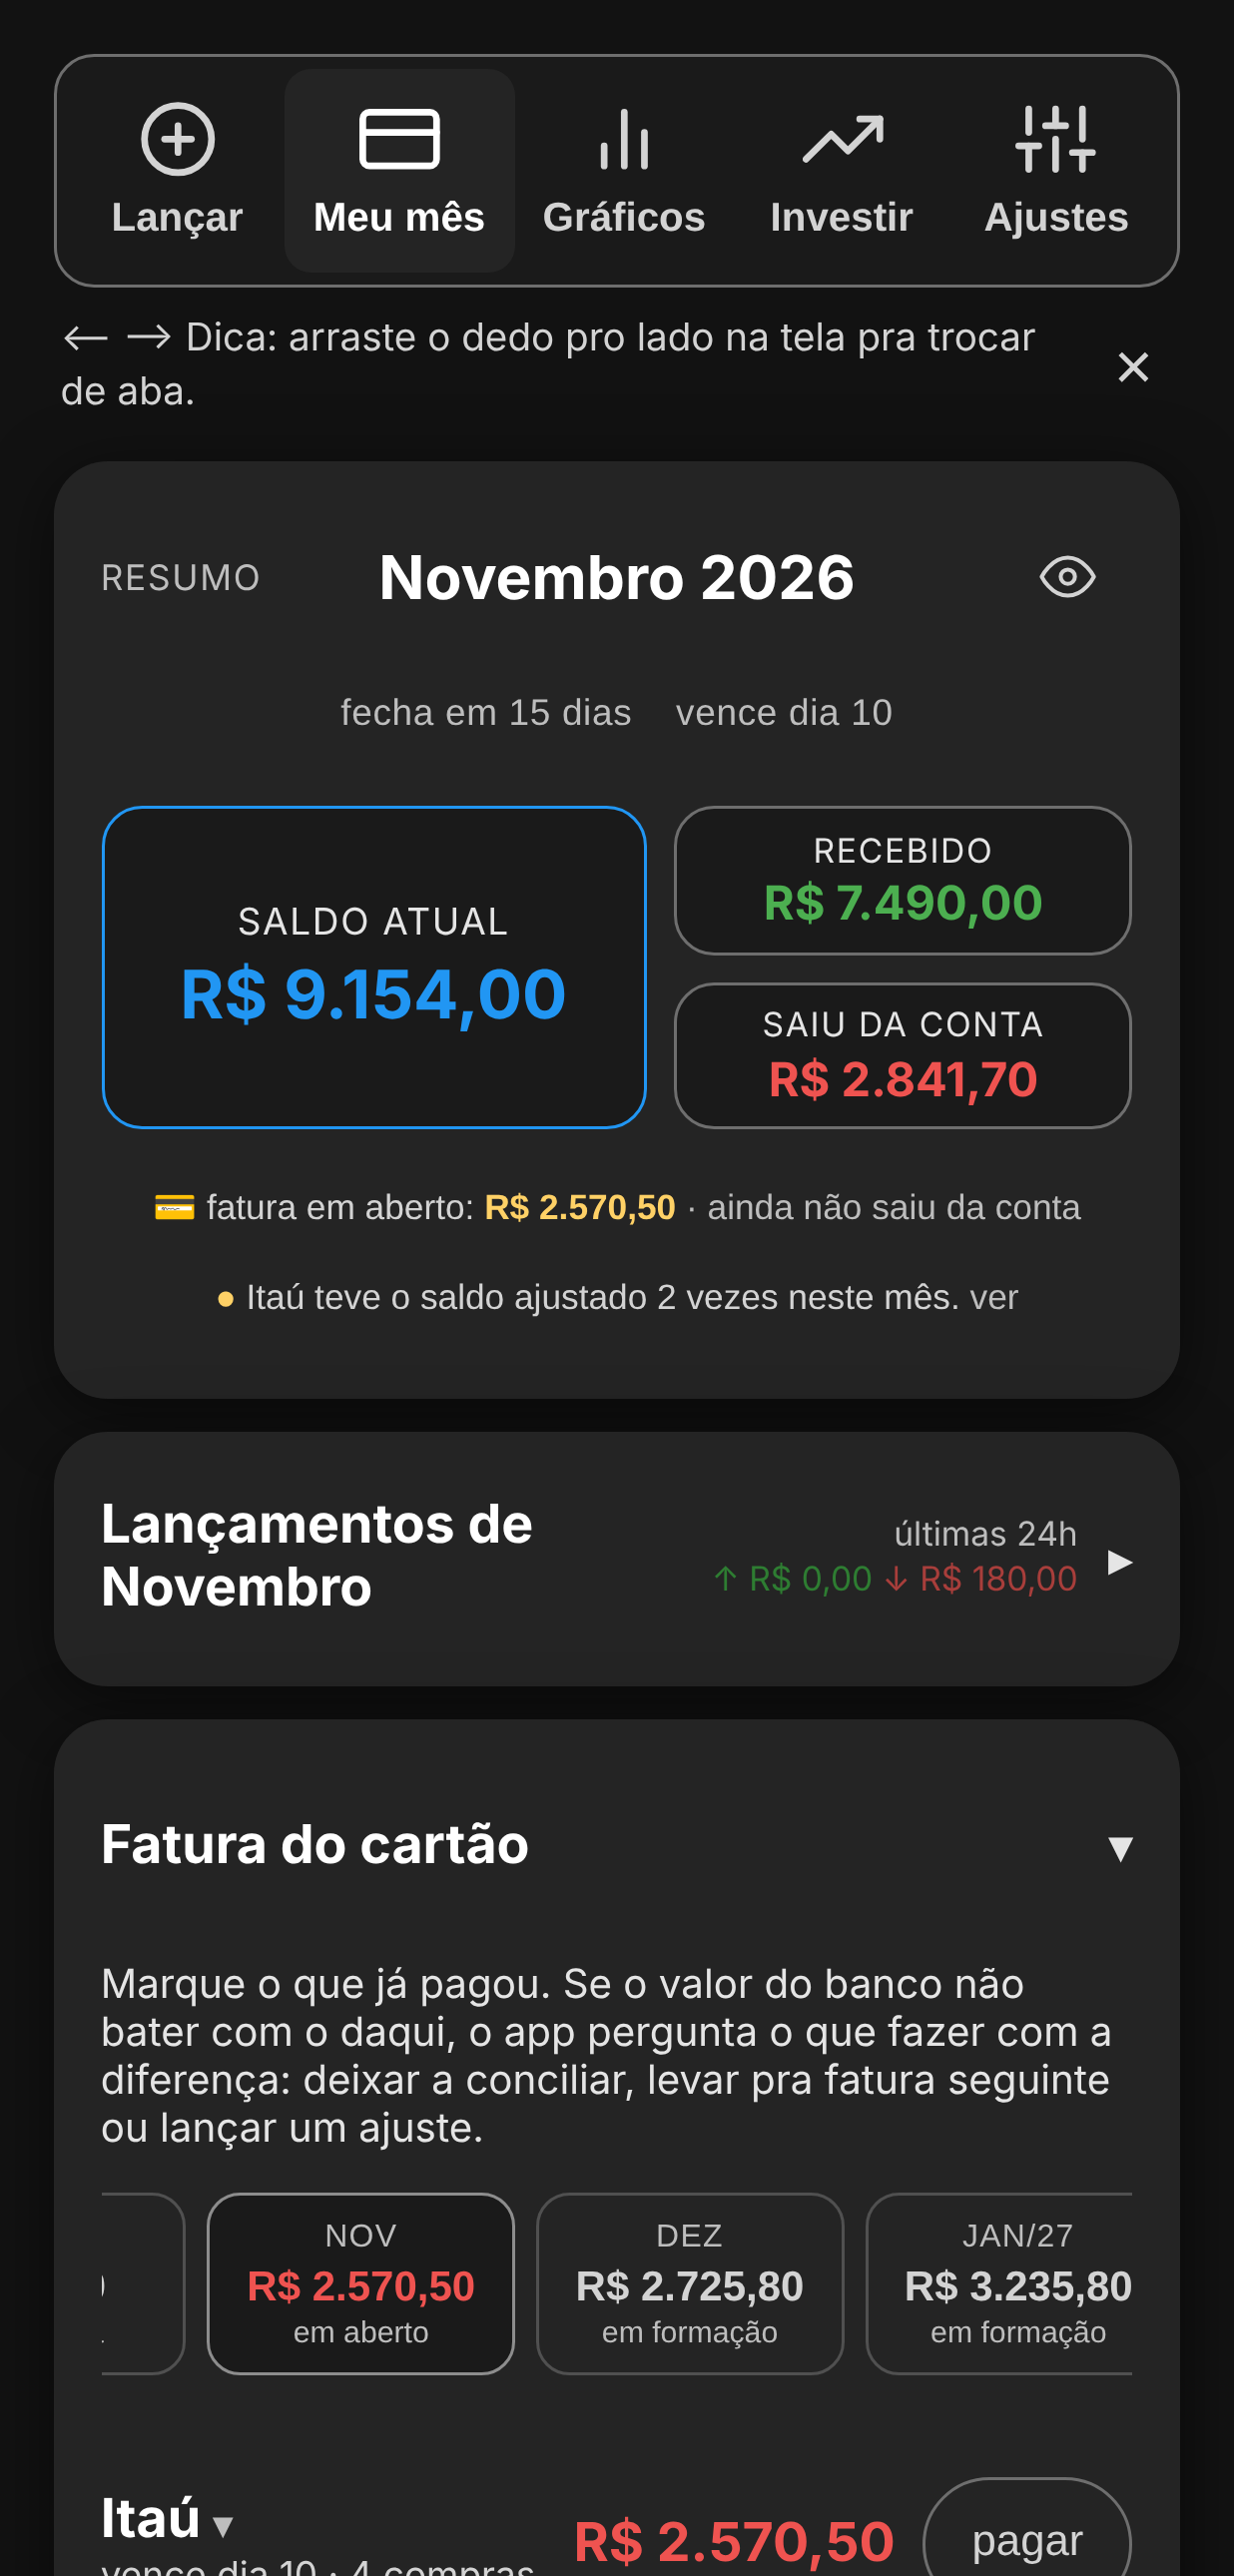 Lançar
Meu mês
Gráficos
Investir
Ajustes
← → Dica: arraste o dedo pro lado na tela pra trocar
de aba.
×
RESUMO
Novembro 2026
fecha em 15 dias vence dia 10
SALDO ATUAL
R$ 9.154,00
RECEBIDO
R$ 7.490,00
SAIU DA CONTA
R$ 2.841,70
💳 fatura em aberto: R$ 2.570,50 · ainda não saiu da conta
● Itaú teve o saldo ajustado 2 vezes neste mês. ver
Lançamentos de
Novembro
últimas 24h
↑ R$ 0,00 ↓ R$ 180,00
▶
Fatura do cartão ▼
Marque o que já pagou. Se o valor do banco não
bater com o daqui, o app pergunta o que fazer com a
diferença: deixar a conciliar, levar pra fatura seguinte
ou lançar um ajuste.
NOV
R$ 2.570,50
em aberto
DEZ
R$ 2.725,80
em formação
JAN/27
R$ 3.235,80
em formação
Itaú ▼
vence dia 10 · 4 compras
R$ 2.570,50
pagar